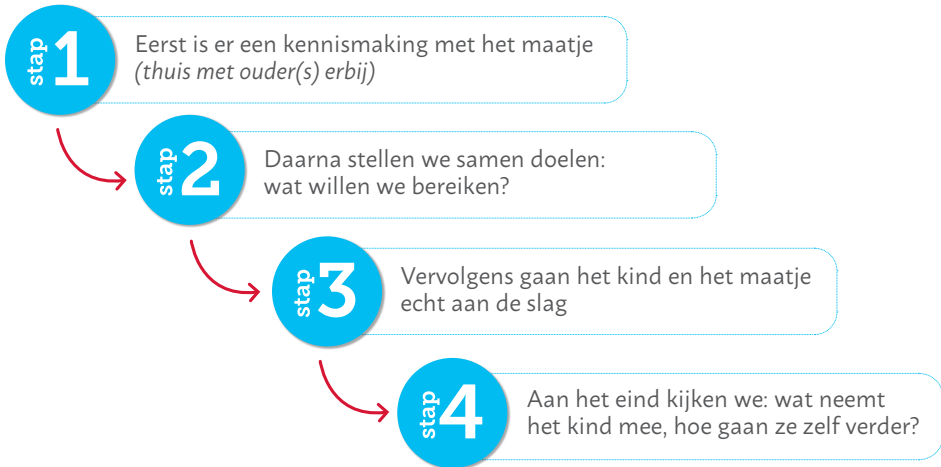 stap 1
Eerst is er een kennismaking met het maatje
(thuis met ouder(s) erbij)
stap 2
Daarna stellen we samen doelen:
wat willen we bereiken?
stap 3
Vervolgens gaan het kind en het maatje
echt aan de slag
stap 4
Aan het eind kijken we: wat neemt
het kind mee, hoe gaan ze zelf verder?